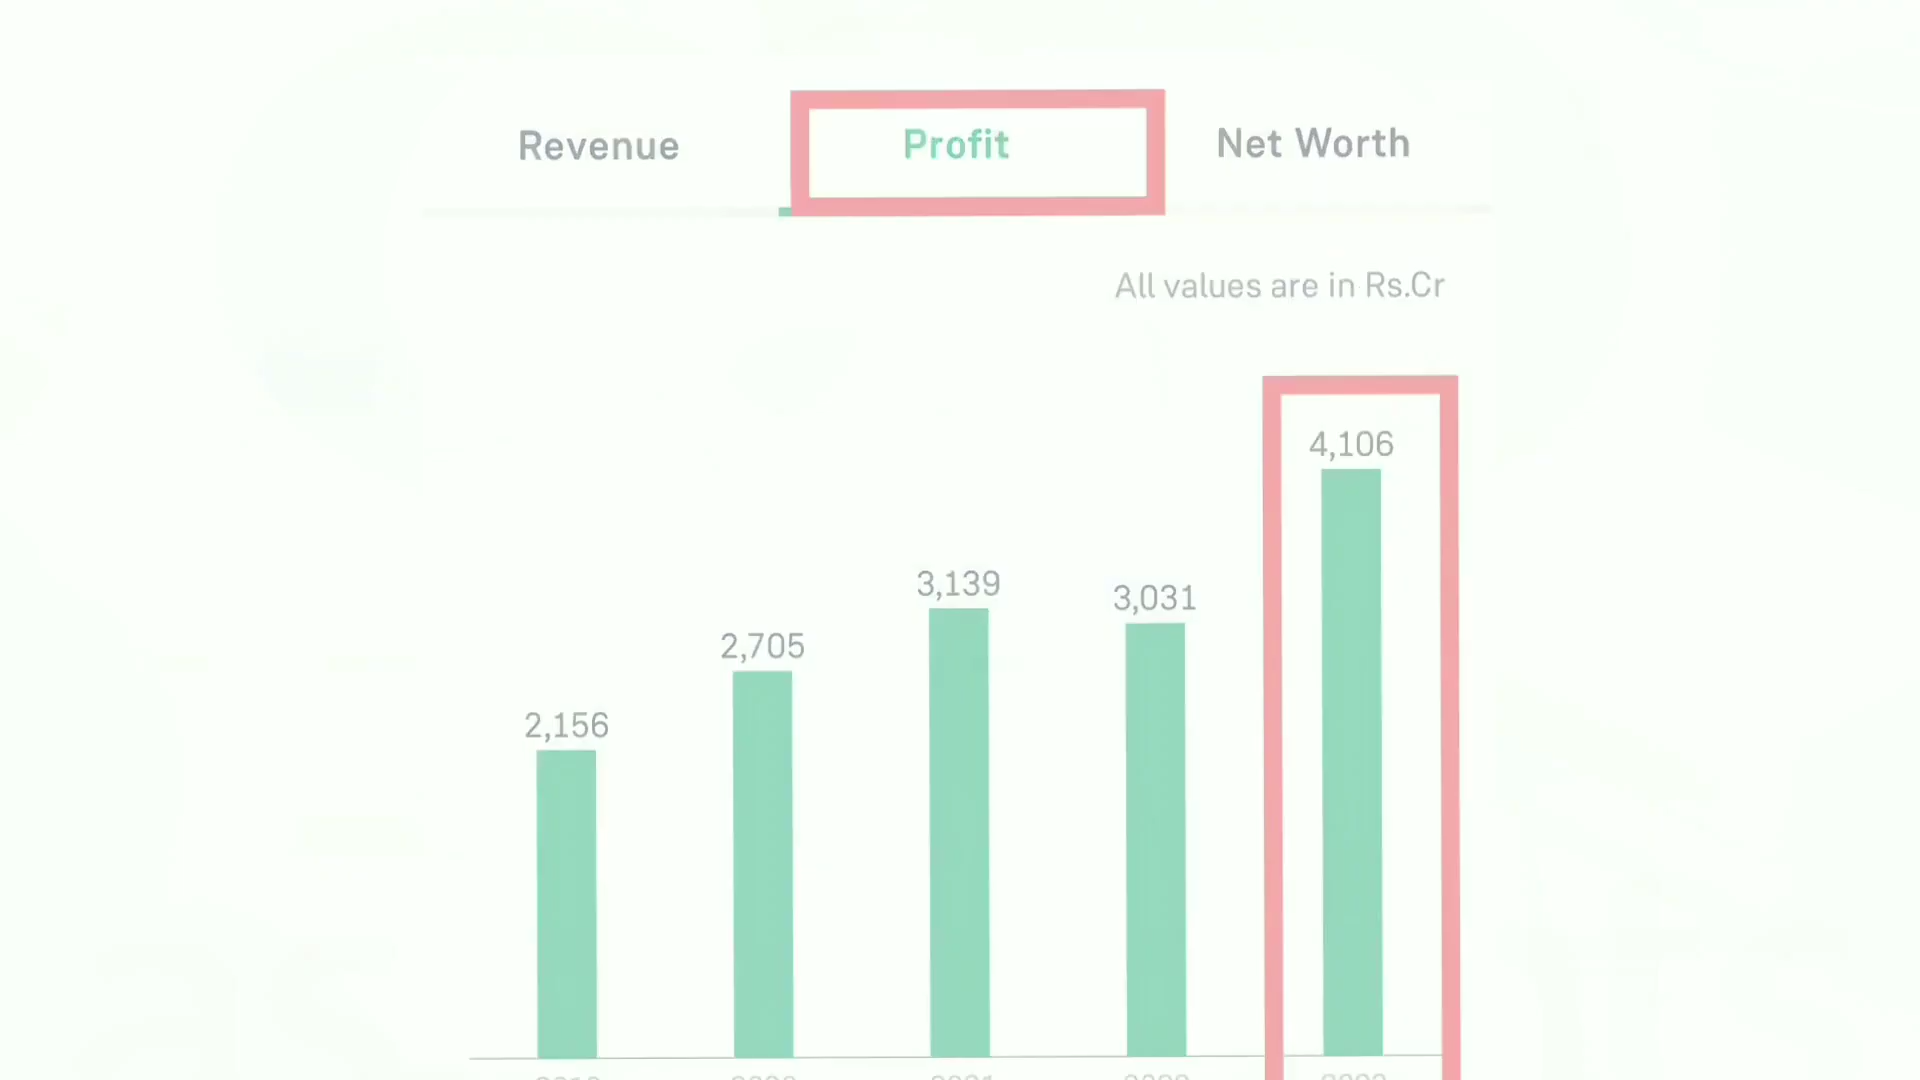 Revenue Profit Net Worth
All values are in Rs.Cr
4,106
3,139
3,031
2,705
2,156